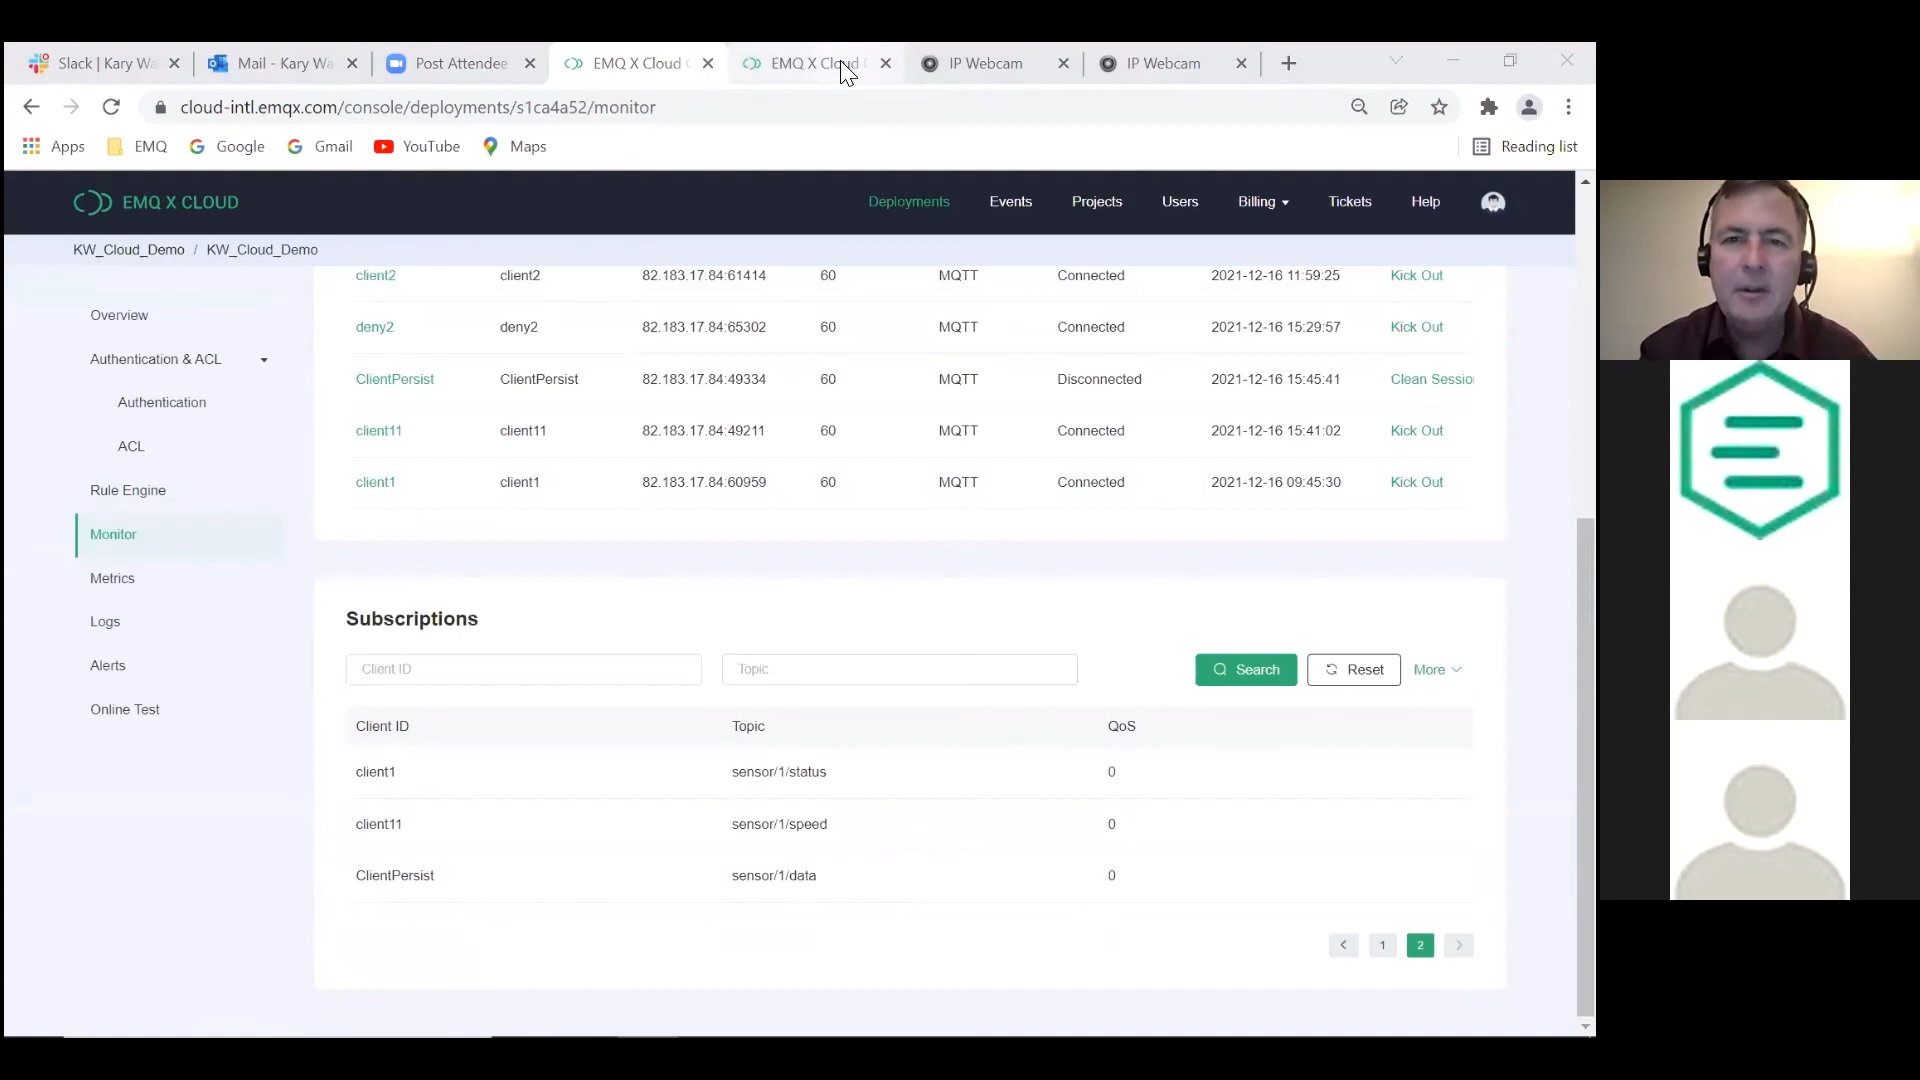 Slack | Kary Wa
Mail - Kary Wa
Post Attendee
EMQ X Cloud
EMQ X Cloud
IP Webcam
IP Webcam
cloud-intl.emqx.com/console/deployments/s1ca4a52/monitor
Apps EMQ Google Gmail YouTube Maps Reading list
EMQ X CLOUD Deployments Events Projects Users Billing Tickets Help
KW_Cloud_Demo / KW_Cloud_Demo
Overview
Authentication & ACL
Authentication
ACL
Rule Engine
Monitor
Metrics
Logs
Alerts
Online Test
client2 client2 82.183.17.84:61414 60 MQTT Connected 2021-12-16 11:59:25 Kick Out
deny2 deny2 82.183.17.84:65302 60 MQTT Connected 2021-12-16 15:29:57 Kick Out
ClientPersist ClientPersist 82.183.17.84:49334 60 MQTT Disconnected 2021-12-16 15:45:41 Clean Sessio
client11 client11 82.183.17.84:49211 60 MQTT Connected 2021-12-16 15:41:02 Kick Out
client1 client1 82.183.17.84:60959 60 MQTT Connected 2021-12-16 09:45:30 Kick Out
Subscriptions
Client ID Topic Search Reset More
Client ID Topic QoS
client1 sensor/1/status 0
client11 sensor/1/speed 0
ClientPersist sensor/1/data 0
1 2